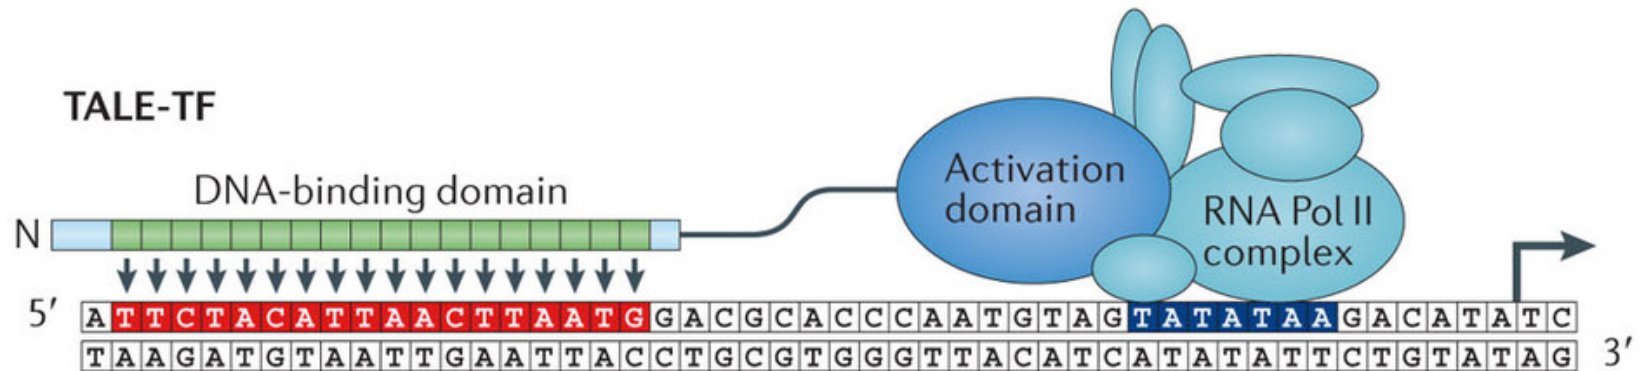 TALE-TF
DNA-binding domain
N
Activation
domain
RNA Pol II
complex
5′ ATTCTACATTAACTTAATGGACGCACCCAATGTAGTATATAAGACATATC
TAAGATGTAATTGAATTACCTGCGTGGGTTACATCATATATTCTGTATAG 3′